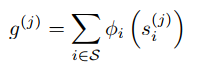 g^{(j)} = \sum_{i \in \mathcal{S}} \phi_i \left( s_i^{(j)} \right)